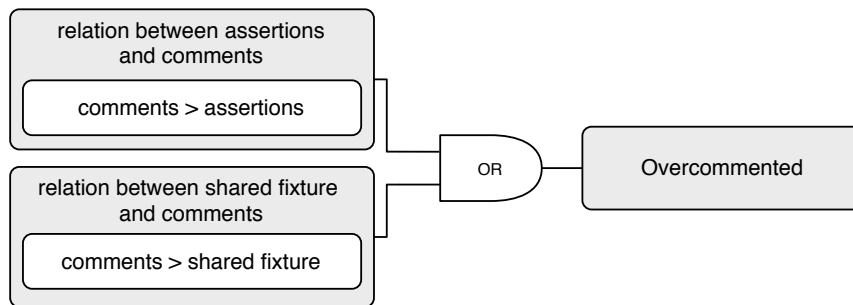 relation between assertions
and comments
comments > assertions
relation between shared fixture
and comments
comments > shared fixture
OR
Overcommented